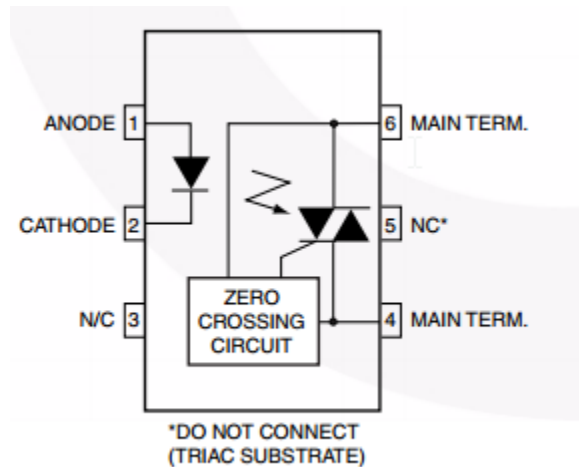 ANODE 1
6 MAIN TERM.
CATHODE 2
5 NC*
N/C 3
ZERO
CROSSING
CIRCUIT
4 MAIN TERM.
*DO NOT CONNECT
(TRIAC SUBSTRATE)